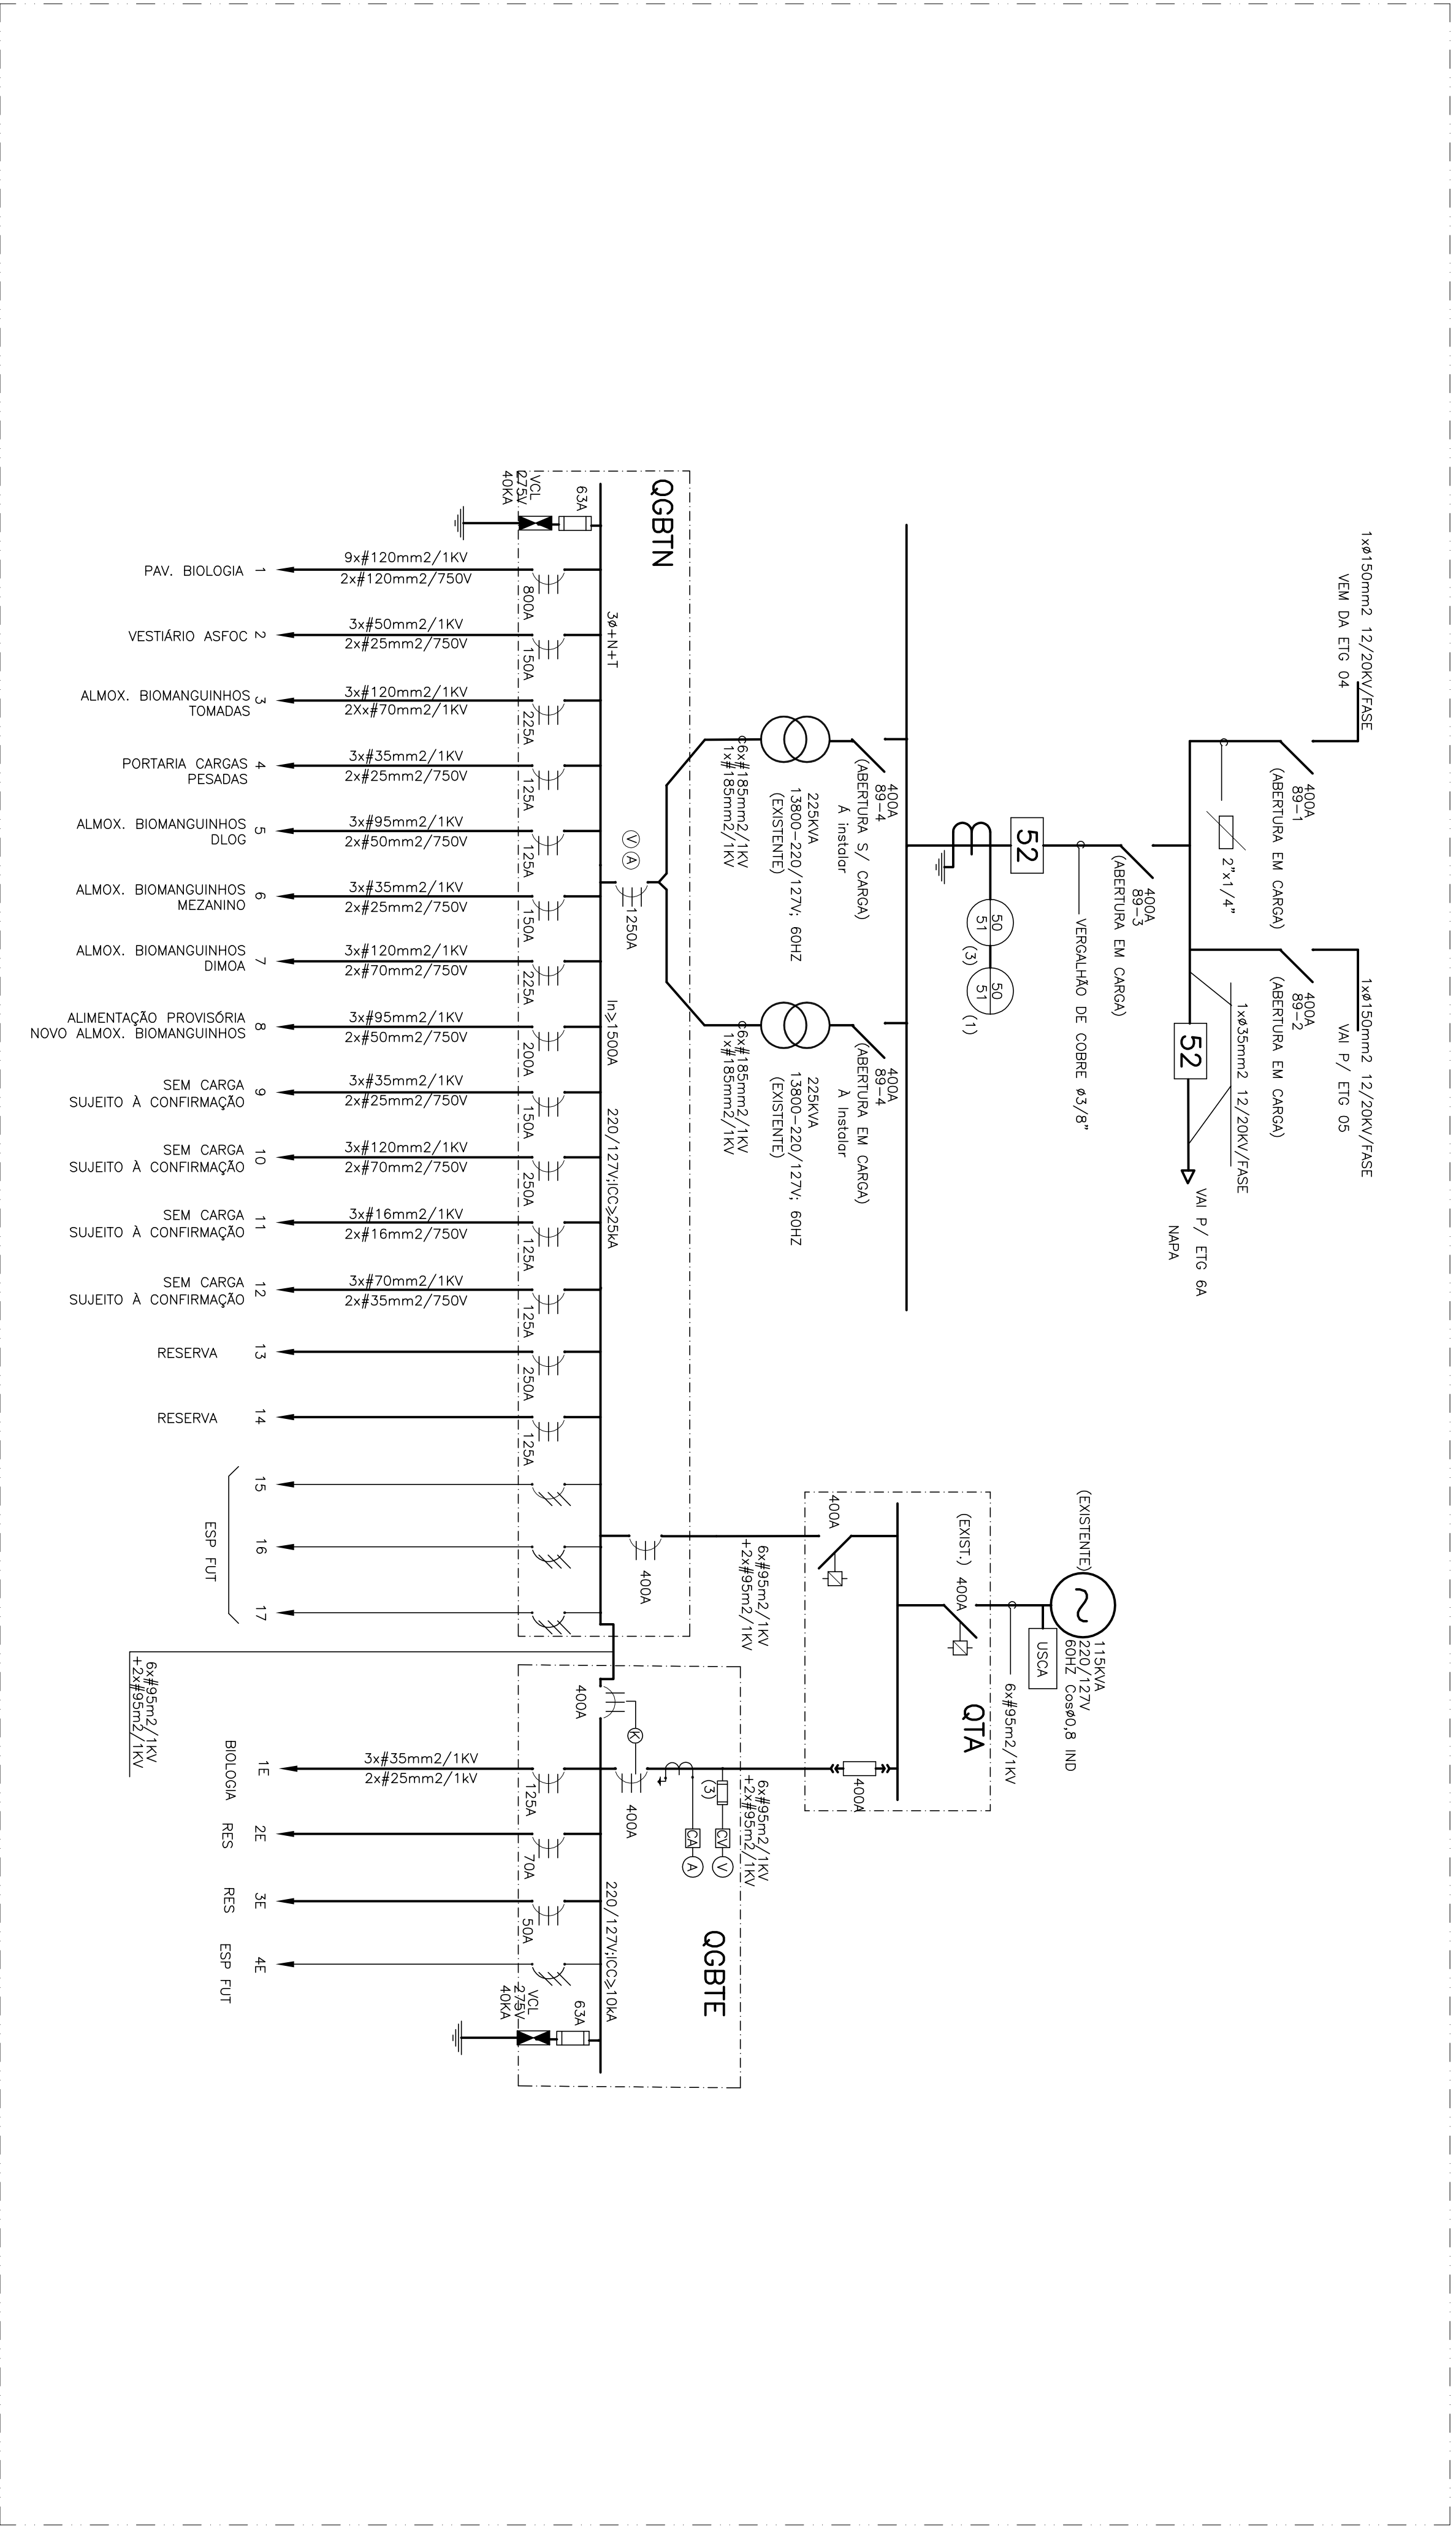 1xø150mm2 12/20KV/FASE
VEM DA ETG 04
400A
89-1
(ABERTURA EM CARGA)
2"x1/4"
1xø150mm2 12/20KV/FASE
VAI P/ ETG 05
400A
89-2
(ABERTURA EM CARGA)
1xø35mm2 12/20KV/FASE
52
VAI P/ ETG 6A
NAPA
400A
89-3
(ABERTURA EM CARGA)
VERGALHÃO DE COBRE ø3/8"
52
50
51
(3)
50
51
(1)
400A
89-4
(ABERTURA S/ CARGA)
À instalar
225KVA
13800-220/127V; 60HZ
(EXISTENTE)
6x#185mm2/1KV
1x#185mm2/1KV
400A
89-4
(ABERTURA EM CARGA)
À Instalar
225KVA
13800-220/127V; 60HZ
(EXISTENTE)
6x#185mm2/1KV
1x#185mm2/1KV
QGBTN
V
A
1250A
3ø+N+T
In≥1500A
220/127V;ICC≥25kA
63A
VCL
275V
40KA
800A
9x#120mm2/1KV
2x#120mm2/750V
1
PAV. BIOLOGIA
150A
3x#50mm2/1KV
2x#25mm2/750V
2
VESTIÁRIO ASFOC
225A
3x#120mm2/1KV
2Xx#70mm2/1KV
3
ALMOX. BIOMANGUINHOS
TOMADAS
125A
3x#35mm2/1KV
2x#25mm2/750V
4
PORTARIA CARGAS
PESADAS
125A
3x#95mm2/1KV
2x#50mm2/750V
5
ALMOX. BIOMANGUINHOS
DLOG
150A
3x#35mm2/1KV
2x#25mm2/750V
6
ALMOX. BIOMANGUINHOS
MEZANINO
225A
3x#120mm2/1KV
2x#70mm2/750V
7
ALMOX. BIOMANGUINHOS
DIMOA
200A
3x#95mm2/1KV
2x#50mm2/750V
8
ALIMENTAÇÃO PROVISÓRIA
NOVO ALMOX. BIOMANGUINHOS
150A
3x#35mm2/1KV
2x#25mm2/750V
9
SEM CARGA
SUJEITO À CONFIRMAÇÃO
250A
3x#120mm2/1KV
2x#70mm2/750V
10
SEM CARGA
SUJEITO À CONFIRMAÇÃO
125A
3x#16mm2/1KV
2x#16mm2/750V
11
SEM CARGA
SUJEITO À CONFIRMAÇÃO
125A
3x#70mm2/1KV
2x#35mm2/750V
12
SEM CARGA
SUJEITO À CONFIRMAÇÃO
250A
13
RESERVA
125A
14
RESERVA
15
16
17
ESP FUT
400A
6x#95m2/1KV
+2x#95m2/1KV
(EXISTENTE)
115KVA
220/127V
60HZ Cosø0,8 IND
USCA
6x#95m2/1KV
QTA
(EXIST.) 400A
400A
400A
6x#95m2/1KV
+2x#95m2/1KV
6x#95m2/1KV
+2x#95m2/1KV
QGBTE
(3)
CV
V
CA
A
400A
K
400A
220/127V;ICC≥10kA
125A
3x#35mm2/1KV
2x#25mm2/1kV
1E
BIOLOGIA
70A
2E
RES
50A
3E
RES
4E
ESP FUT
63A
VCL
275V
40KA